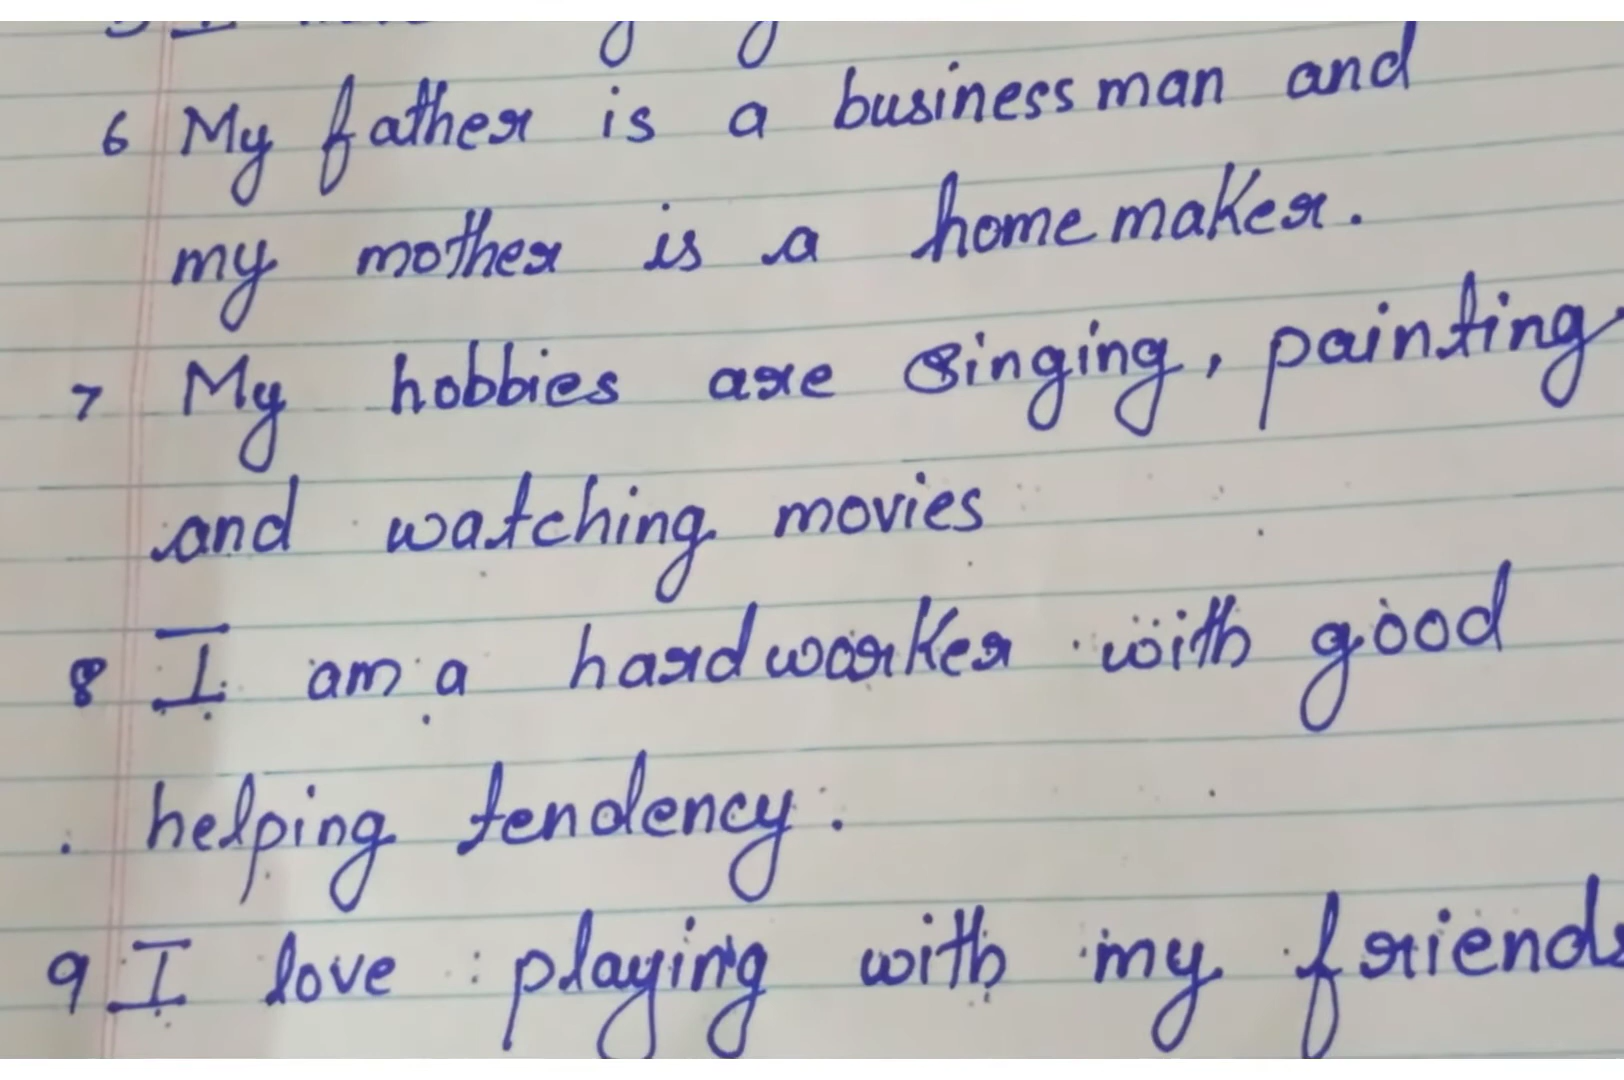 6 My father is a businessman and
my mother is a homemaker.
7 My hobbies are singing, painting
and watching movies
8 I am a hardworker with good
helping tendency.
9 I love playing with my friends